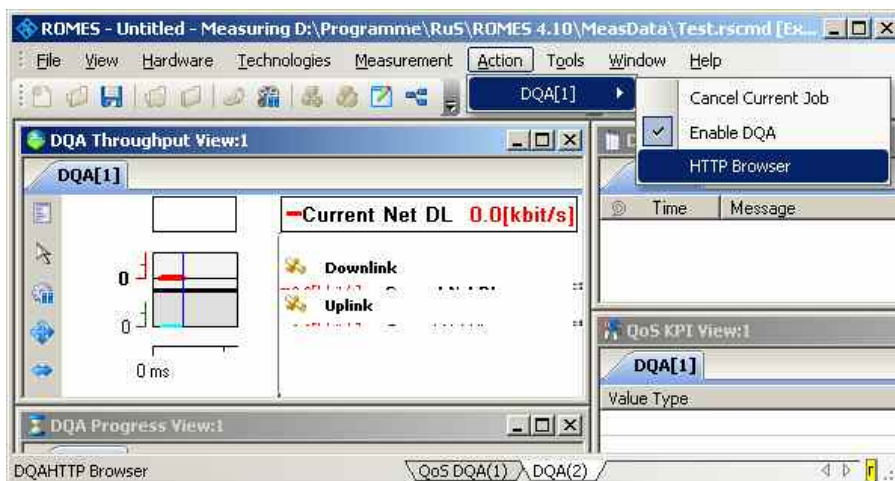 ROMES - Untitled - Measuring D:\Programme\RuS\ROMES 4.10\MeasData\Test.rscmd [Ex...
File View Hardware Technologies Measurement Action Tools Window Help
DQA[1]
Cancel Current Job
Enable DQA
HTTP Browser
DQA Throughput View:1
DQA[1]
Current Net DL 0.0[kbit/s]
Downlink
Uplink
0
0
0 ms
Time Message
QoS KPI View:1
DQA[1]
Value Type
DQA Progress View:1
DQAHTTP Browser
QoS DQA(1) DQA(2)
r